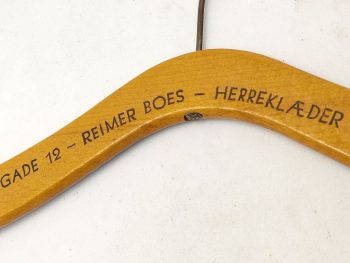 GADE 12 – REIMER BOES – HERREKLÆDER